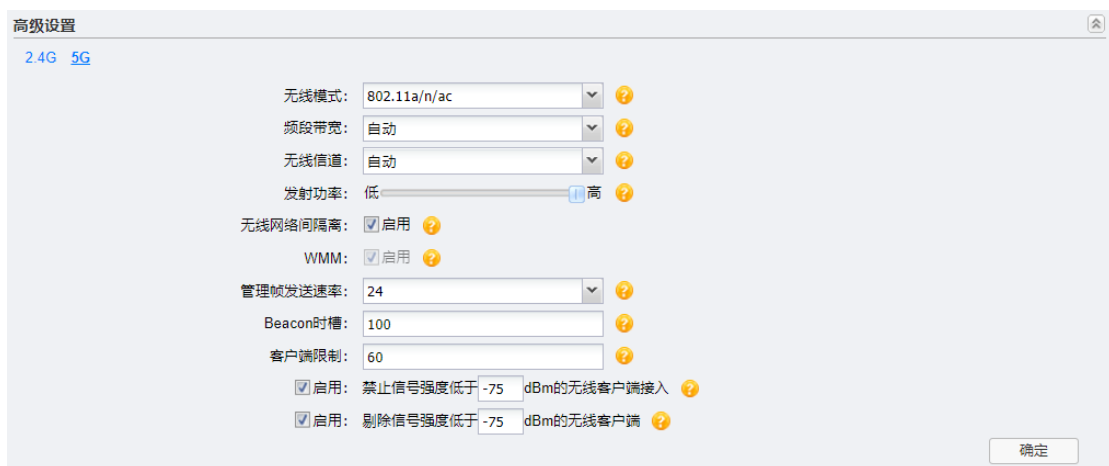 高级设置
2.4G 5G
无线模式: 802.11a/n/ac
频段带宽: 自动
无线信道: 自动
发射功率: 低 高
无线网络间隔离: 启用
WMM: 启用
管理帧发送速率: 24
Beacon时槽: 100
客户端限制: 60
启用: 禁止信号强度低于 -75 dBm的无线客户端接入
启用: 剔除信号强度低于 -75 dBm的无线客户端
确定